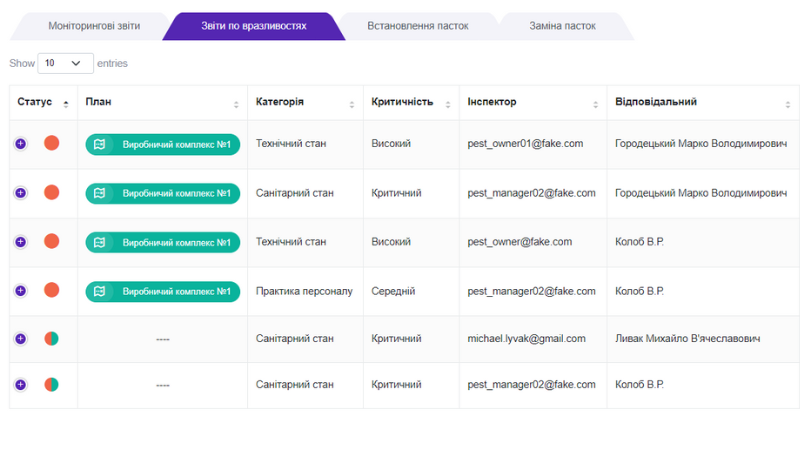 Моніторингові звіти Звіти по вразливостях Встановлення пасток Заміна пасток
Show 10 entries
Статус План Категорія Критичність Інспектор Відповідальний
Виробничий комплекс №1 Технічний стан Високий pest_owner01@fake.com Городецький Марко Володимирович
Виробничий комплекс №1 Санітарний стан Критичний pest_manager02@fake.com Городецький Марко Володимирович
Виробничий комплекс №1 Технічний стан Високий pest_owner@fake.com Колоб В.Р.
Виробничий комплекс №1 Практика персоналу Середній pest_manager02@fake.com Колоб В.Р.
---- Санітарний стан Критичний michael.lyvak@gmail.com Ливак Михайло В'ячеславович
---- Санітарний стан Критичний pest_manager02@fake.com Колоб В.Р.